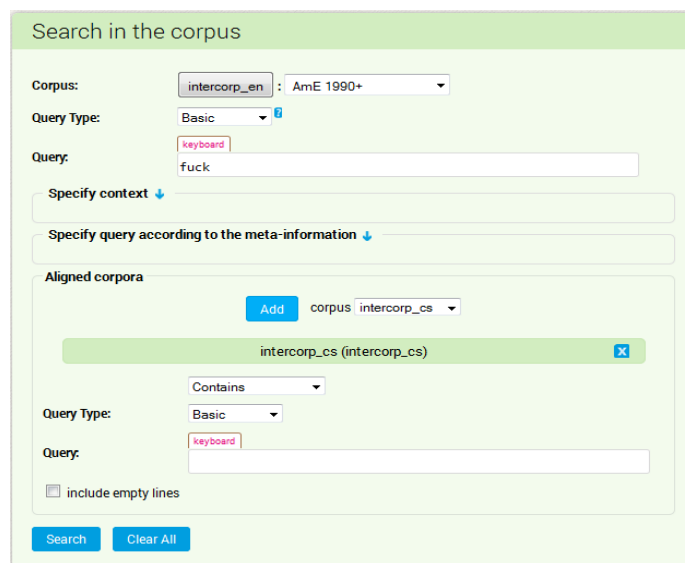 Search in the corpus
Corpus: intercorp_en : AmE 1990+
Query Type: Basic ?
keyboard
Query: fuck
Specify context
Specify query according to the meta-information
Aligned corpora
Add corpus intercorp_cs
intercorp_cs (intercorp_cs) X
Contains
Query Type: Basic
keyboard
Query:
include empty lines
Search Clear All